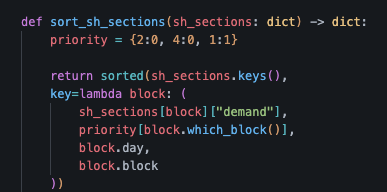 def sort_sh_sections(sh_sections: dict) -> dict:
    priority = {2:0, 4:0, 1:1}

    return sorted(sh_sections.keys(),
    key=lambda block: (
        sh_sections[block]["demand"],
        priority[block.which_block()],
        block.day,
        block.block
    ))